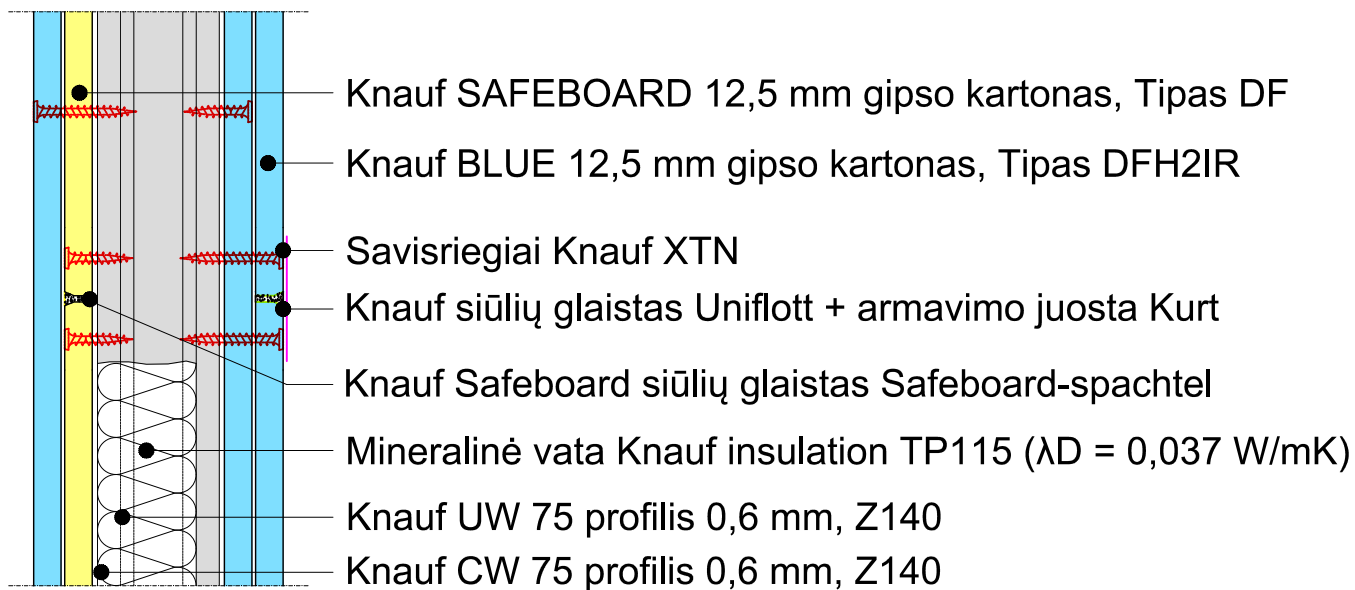 Knauf SAFEBOARD 12,5 mm gipso kartonas, Tipas DF
Knauf BLUE 12,5 mm gipso kartonas, Tipas DFH2IR
Savisriegiai Knauf XTN
Knauf siūlių glaistas Uniflott + armavimo juosta Kurt
Knauf Safeboard siūlių glaistas Safeboard-spachtel
Mineralinė vata Knauf insulation TP115 (λD = 0,037 W/mK)
Knauf UW 75 profilis 0,6 mm, Z140
Knauf CW 75 profilis 0,6 mm, Z140